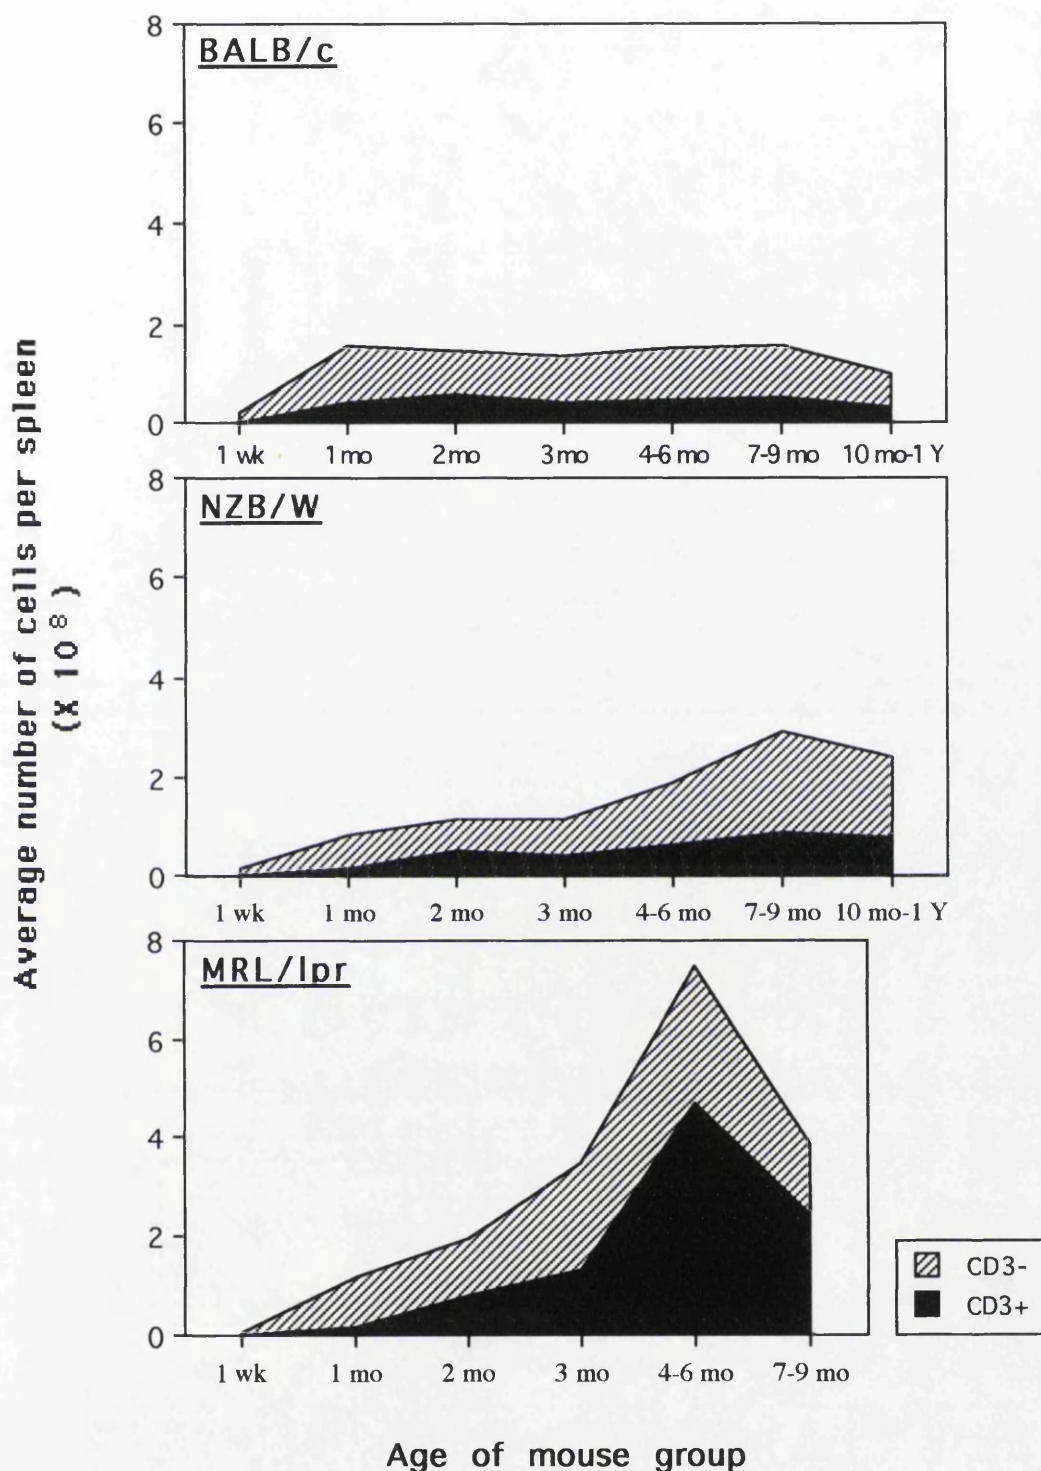 Average number of cells per spleen
(X 10 8 )
8
BALB/c
6
4
2
0
1 wk 1 mo 2 mo 3 mo 4-6 mo 7-9 mo 10 mo-1 Y
8
NZB/W
6
4
2
0
1 wk 1 mo 2 mo 3 mo 4-6 mo 7-9 mo 10 mo-1 Y
8
MRL/lpr
6
4
2
0
1 wk 1 mo 2 mo 3 mo 4-6 mo 7-9 mo
CD3-
CD3+
Age of mouse group